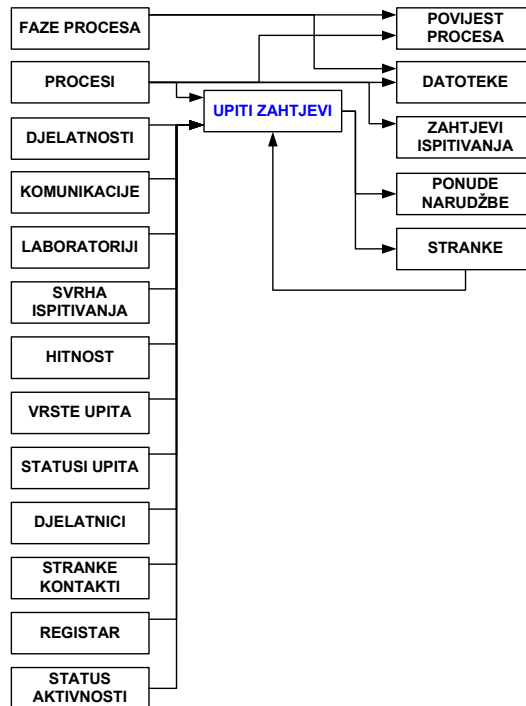 FAZE PROCESA
PROCESI
DJELATNOSTI
KOMUNIKACIJE
LABORATORIJI
SVRHA
ISPITIVANJA
HITNOST
VRSTE UPITA
STATUSI UPITA
DJELATNICI
STRANKE
KONTAKTI
REGISTAR
STATUS
AKTIVNOSTI
UPITI ZAHTJEVI
POVIJEST
PROCESA
DATOTEKE
ZAHTJEVI
ISPITIVANJA
PONUDE
NARUDŽBE
STRANKE